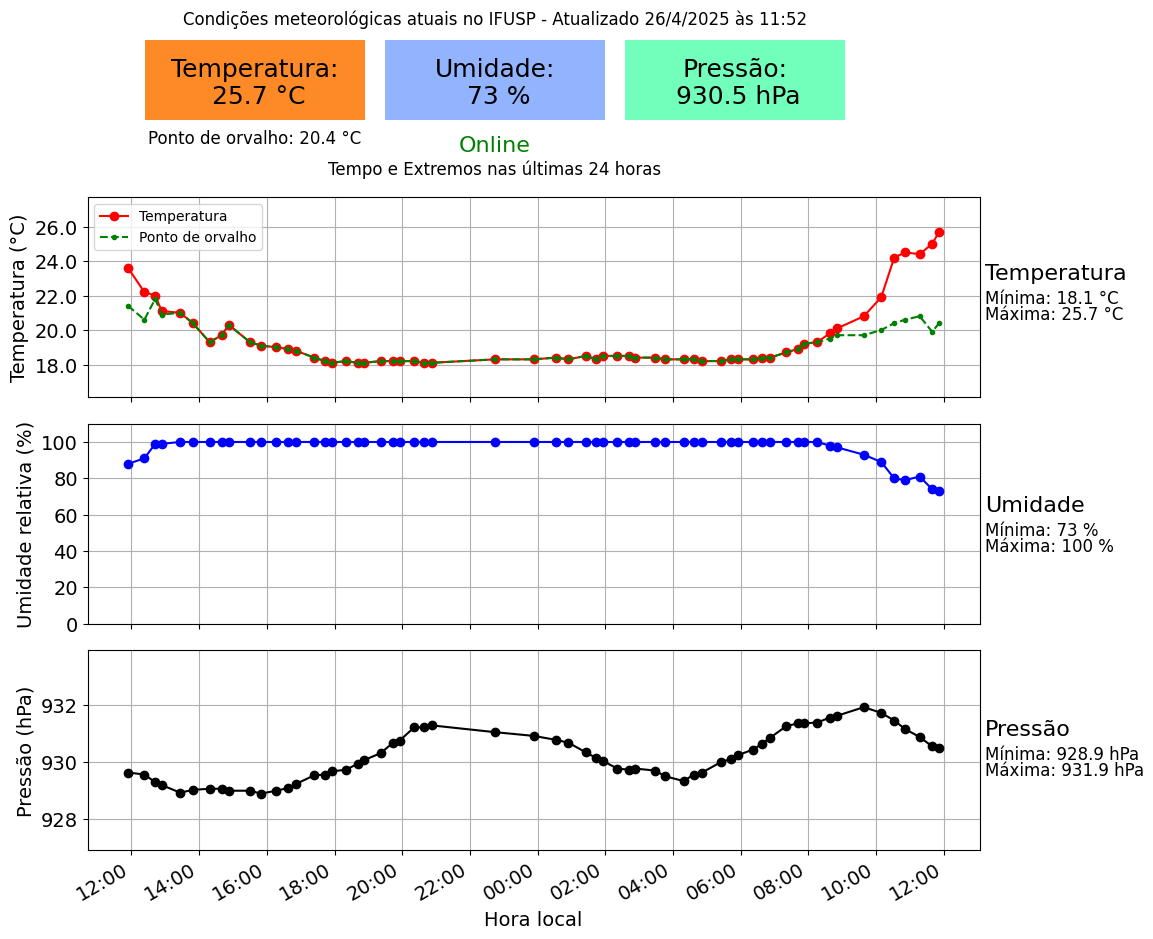 Condições meteorológicas atuais no IFUSP - Atualizado 26/4/2025 às 11:52
Temperatura:
25.7 °C
Umidade:
73 %
Pressão:
930.5 hPa
Ponto de orvalho: 20.4 °C
Online
Tempo e Extremos nas últimas 24 horas
Temperatura (°C)
26.0
24.0
22.0
20.0
18.0
Temperatura
Ponto de orvalho
Temperatura
Mínima: 18.1 °C
Máxima: 25.7 °C
Umidade relativa (%)
100
80
60
40
20
0
Umidade
Mínima: 73 %
Máxima: 100 %
Pressão (hPa)
932
930
928
Pressão
Mínima: 928.9 hPa
Máxima: 931.9 hPa
12:00 14:00 16:00 18:00 20:00 22:00 00:00 02:00 04:00 06:00 08:00 10:00 12:00
Hora local